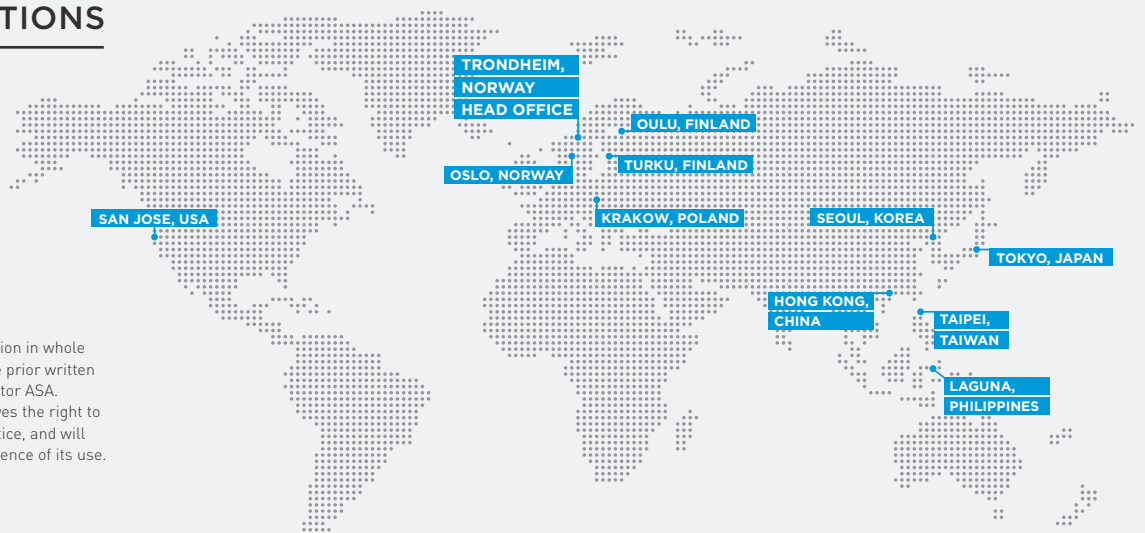 TIONS
TRONDHEIM,
NORWAY
HEAD OFFICE
OULU, FINLAND
TURKU, FINLAND
OSLO, NORWAY
KRAKOW, POLAND
SAN JOSE, USA
SEOUL, KOREA
TOKYO, JAPAN
HONG KONG,
CHINA
TAIPEI,
TAIWAN
LAGUNA,
PHILIPPINES
ion in whole
prior written
tor ASA.
ves the right to
tice, and will
ence of its use.